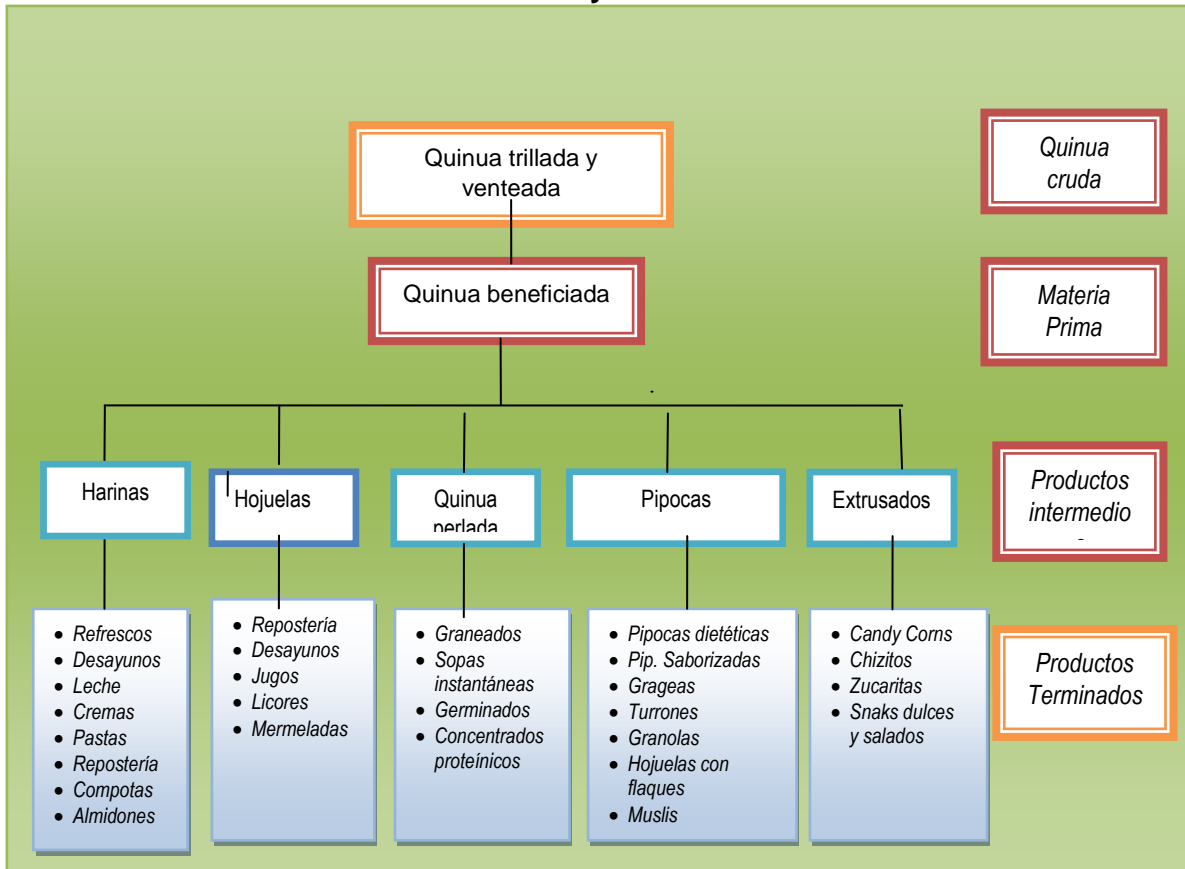 Quinua trillada y
venteada
Quinua
cruda
Quinua beneficiada
Materia
Prima
Harinas
Hojuelas
Quinua
perlada
Pipocas
Extrusados
Productos
intermedio
• Refrescos
• Desayunos
• Leche
• Cremas
• Pastas
• Repostería
• Compotas
• Almidones
• Repostería
• Desayunos
• Jugos
• Licores
• Mermeladas
• Graneados
• Sopas
instantáneas
• Germinados
• Concentrados
proteínicos
• Pipocas dietéticas
• Pip. Saborizadas
• Grageas
• Turrones
• Granolas
• Hojuelas con
flaques
• Muslis
• Candy Corns
• Chizitos
• Zucaritas
• Snaks dulces
y salados
Productos
Terminados